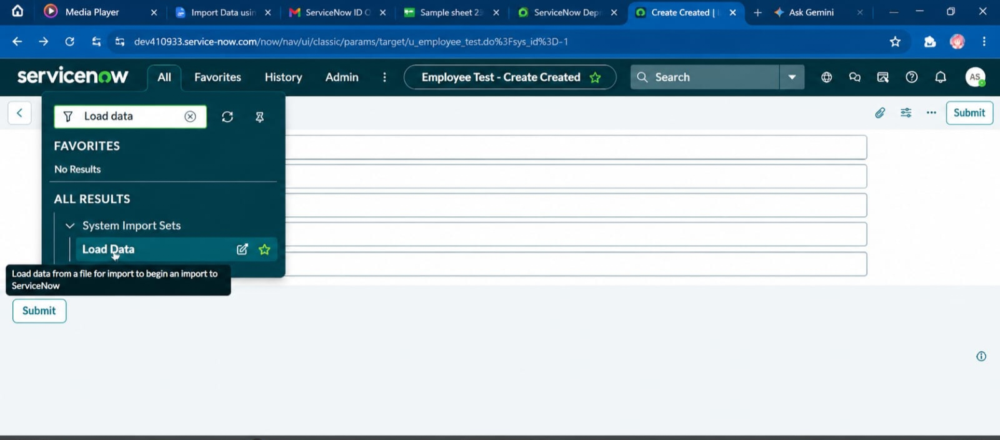 Media Player
Import Data usin
ServiceNow ID
Sample sheet 2
ServiceNow Dep
Create Created |
Ask Gemini
dev410933.service-now.com/now/nav/ui/classic/params/target/u_employee_test.do%3Fsys_id%3D-1
servicenow
All
Favorites
History
Admin
Employee Test - Create Created
Search
AS
Load data
Submit
FAVORITES
No Results
ALL RESULTS
System Import Sets
Load Data
Load data from a file for import to begin an import to
ServiceNow
Submit